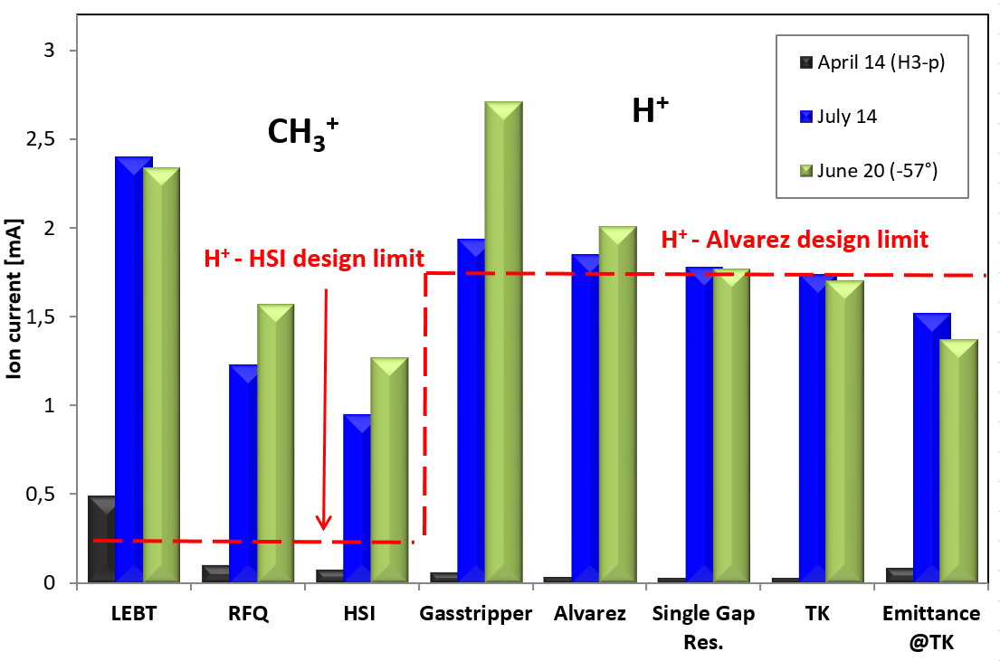 3
2,5
2
1,5
1
0,5
0
Ion current [mA]
CH₃⁺
H⁺
April 14 (H3-p)
July 14
June 20 (-57°)
H⁺ - HSI design limit
H⁺ - Alvarez design limit
LEBT
RFQ
HSI
Gasstripper
Alvarez
Single Gap
Res.
TK
Emittance
@TK